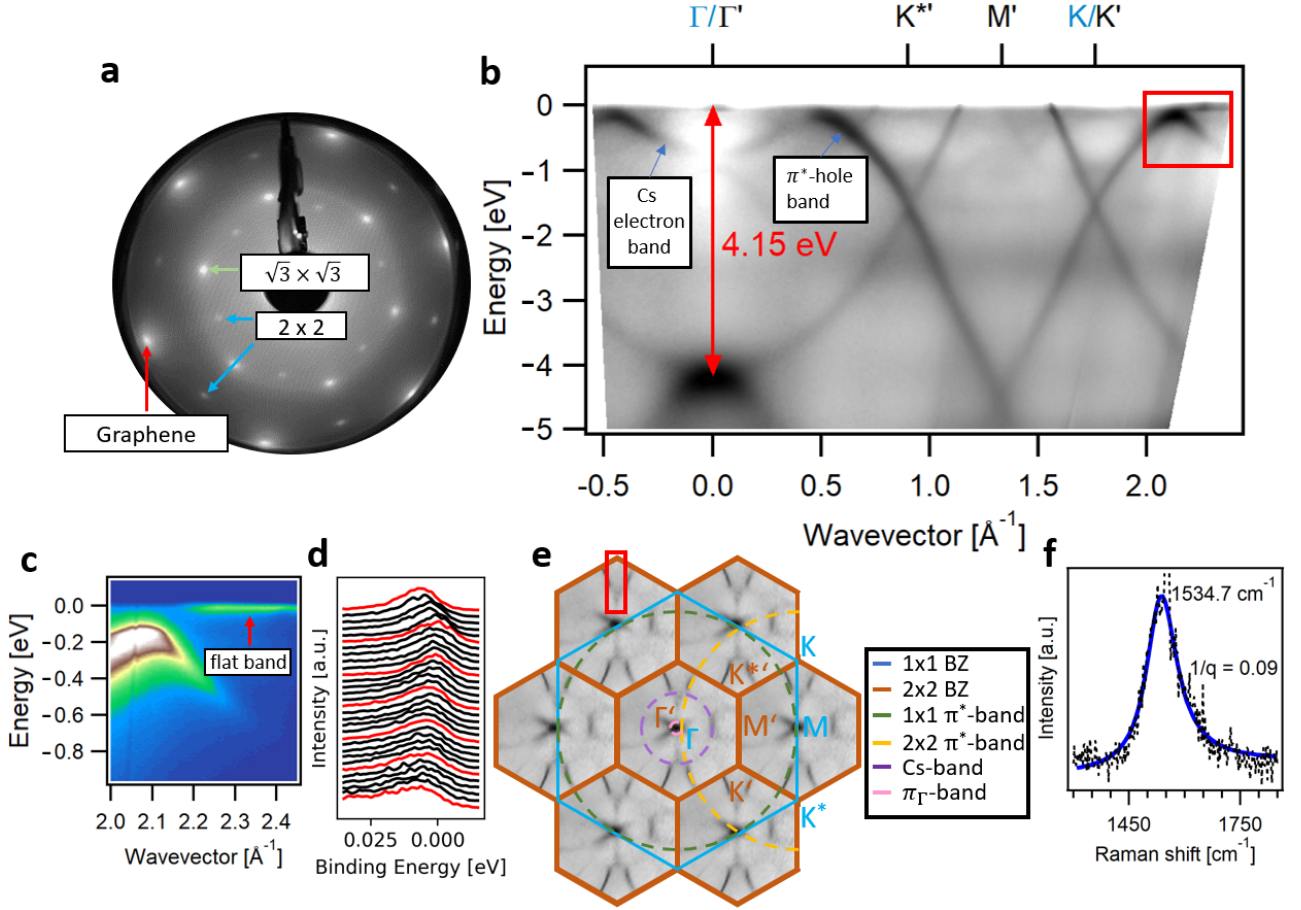 a
√3 × √3
2 x 2
Graphene
b
Γ/Γ' K*' M' K/K'
Energy [eV]
0
-1
-2
-3
-4
-5
Cs
electron
band
π*-hole
band
4.15 eV
-0.5 0.0 0.5 1.0 1.5 2.0
Wavevector [Å⁻¹]
c
Energy [eV]
0.0
-0.2
-0.4
-0.6
-0.8
flat band
2.0 2.1 2.2 2.3 2.4
Wavevector [Å⁻¹]
d
Intensity [a.u.]
0.025 0.000
Binding Energy [eV]
e
K
K*'
Γ'
Γ
M'
M
K'
K*
1x1 BZ
2x2 BZ
1x1 π*-band
2x2 π*-band
Cs-band
πΓ-band
f
Intensity [a.u.]
1534.7 cm⁻¹
1/q = 0.09
1450 1750
Raman shift [cm⁻¹]